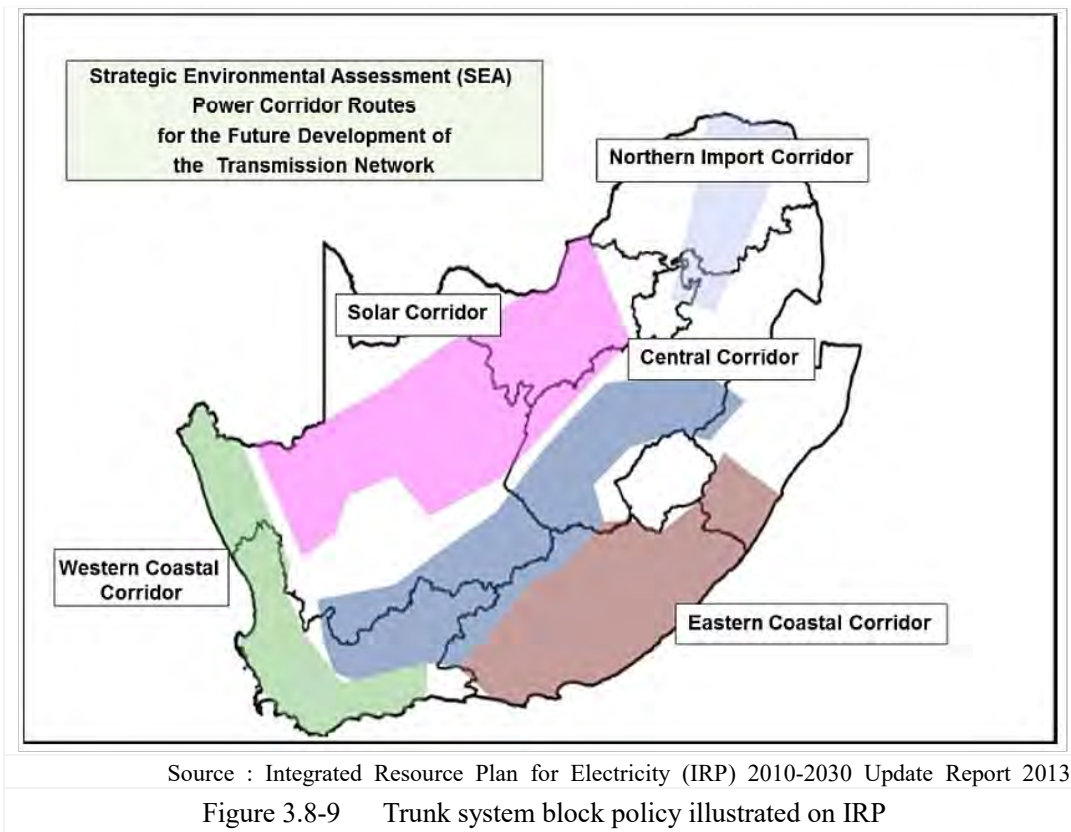 Strategic Environmental Assessment (SEA)
Power Corridor Routes
for the Future Development of
the Transmission Network
Northern Import Corridor
Solar Corridor
Central Corridor
Western Coastal
Corridor
Eastern Coastal Corridor
Source : Integrated Resource Plan for Electricity (IRP) 2010-2030 Update Report 2013
Figure 3.8-9 Trunk system block policy illustrated on IRP